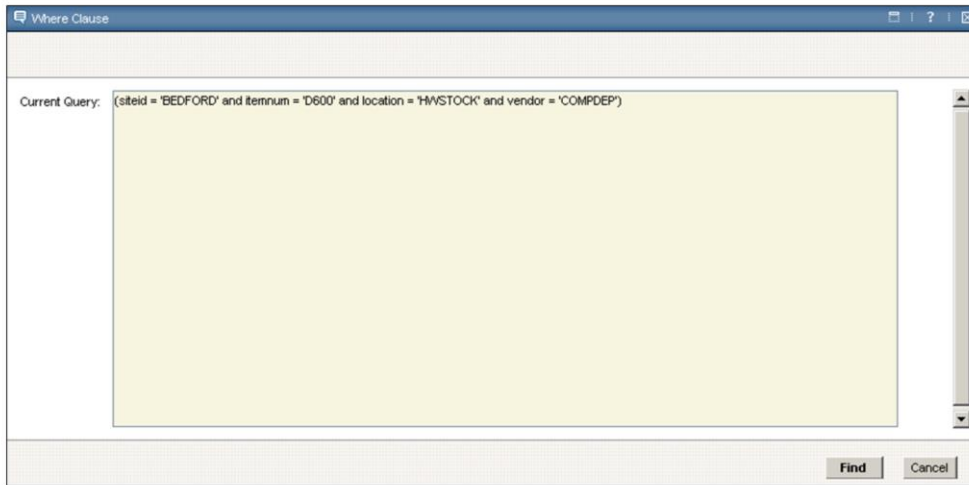 Where Clause ?
Current Query: (siteid = 'BEDFORD' and itemnum = 'D600' and location = 'HWSTOCK' and vendor = 'COMPDEP')
Find Cancel